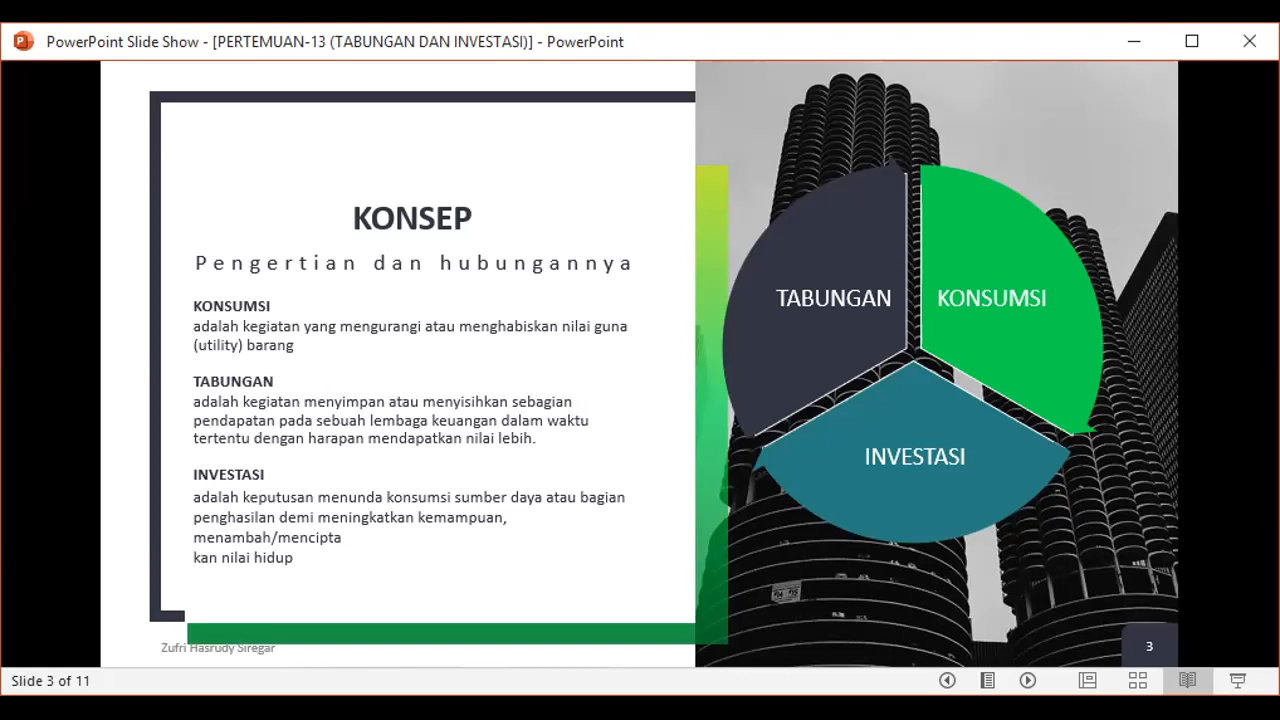 PowerPoint Slide Show - [PERTEMUAN-13 (TABUNGAN DAN INVESTASI)] - PowerPoint
KONSEP
Pengertian dan hubungannya
KONSUMSI
adalah kegiatan yang mengurangi atau menghabiskan nilai guna
(utility) barang
TABUNGAN
adalah kegiatan menyimpan atau menyisihkan sebagian
pendapatan pada sebuah lembaga keuangan dalam waktu
tertentu dengan harapan mendapatkan nilai lebih.
INVESTASI
adalah keputusan menunda konsumsi sumber daya atau bagian
penghasilan demi meningkatkan kemampuan,
menambah/mencipta
kan nilai hidup
Zufri Hasrudy Siregar
TABUNGAN
KONSUMSI
INVESTASI
3
Slide 3 of 11